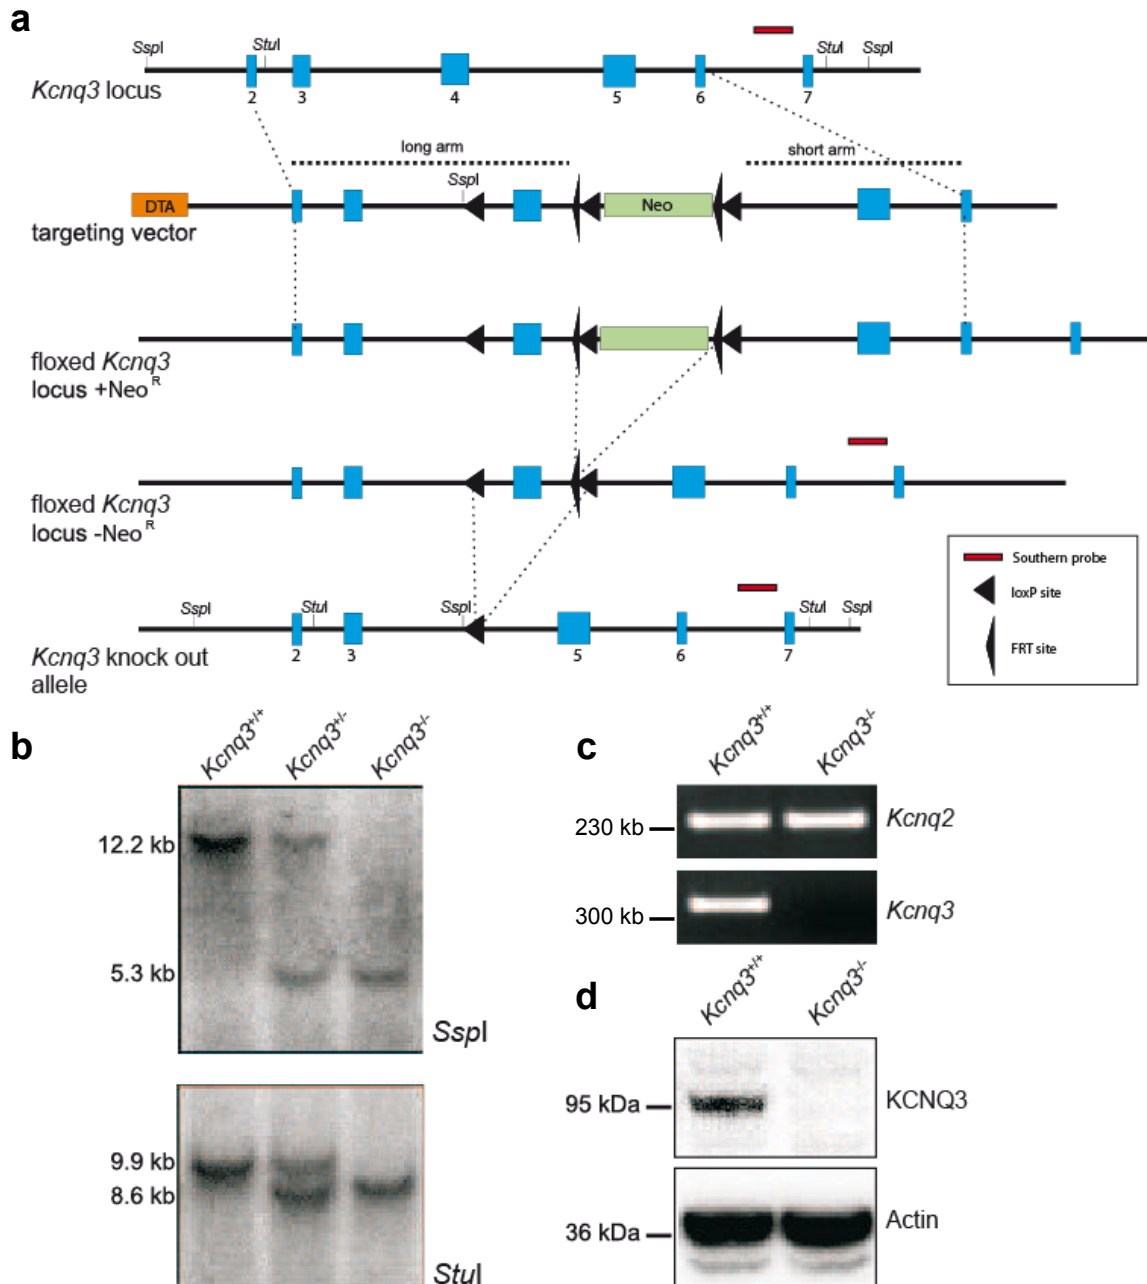 a
SspI
StuI
StuI
SspI
Kcnq3 locus
2
3
4
5
6
7
long arm
short arm
SspI
DTA
Neo
targeting vector
floxed Kcnq3
locus +Neo R
floxed Kcnq3
locus -Neo R
Southern probe
loxP site
FRT site
SspI
StuI
SspI
StuI
SspI
2
3
5
6
7
Kcnq3 knock out
allele
b
Kcnq3+/+
Kcnq3+/-
Kcnq3-/-
12.2 kb
5.3 kb
SspI
9.9 kb
8.6 kb
StuI
c
Kcnq3+/+
Kcnq3-/-
230 kb
Kcnq2
300 kb
Kcnq3
d
Kcnq3+/+
Kcnq3-/-
95 kDa
KCNQ3
36 kDa
Actin